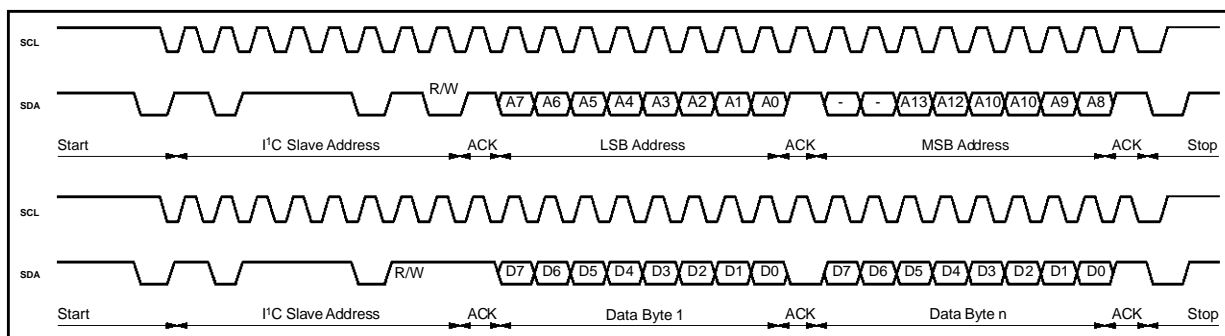 SCL
R/W
SDA A7 A6 A5 A4 A3 A2 A1 A0 - - A13 A12 A10 A10 A9 A8
Start I¹C Slave Address ACK LSB Address ACK MSB Address ACK Stop
SCL
SDA R/W D7 D6 D5 D4 D3 D2 D1 D0 D7 D6 D5 D4 D3 D2 D1 D0
Start I¹C Slave Address ACK Data Byte 1 ACK Data Byte n ACK Stop